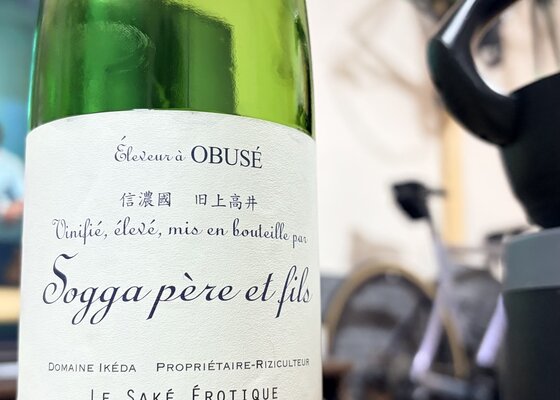 Éleveur à OBUSÉ
信濃國 旧上高井
Vinifié, élevé, mis en bouteille par
Sogga père et fils
DOMAINE IKÉDA PROPRIÉTAIRE-RIZICULTEUR
LE SAKÉ ÉROTIQUE